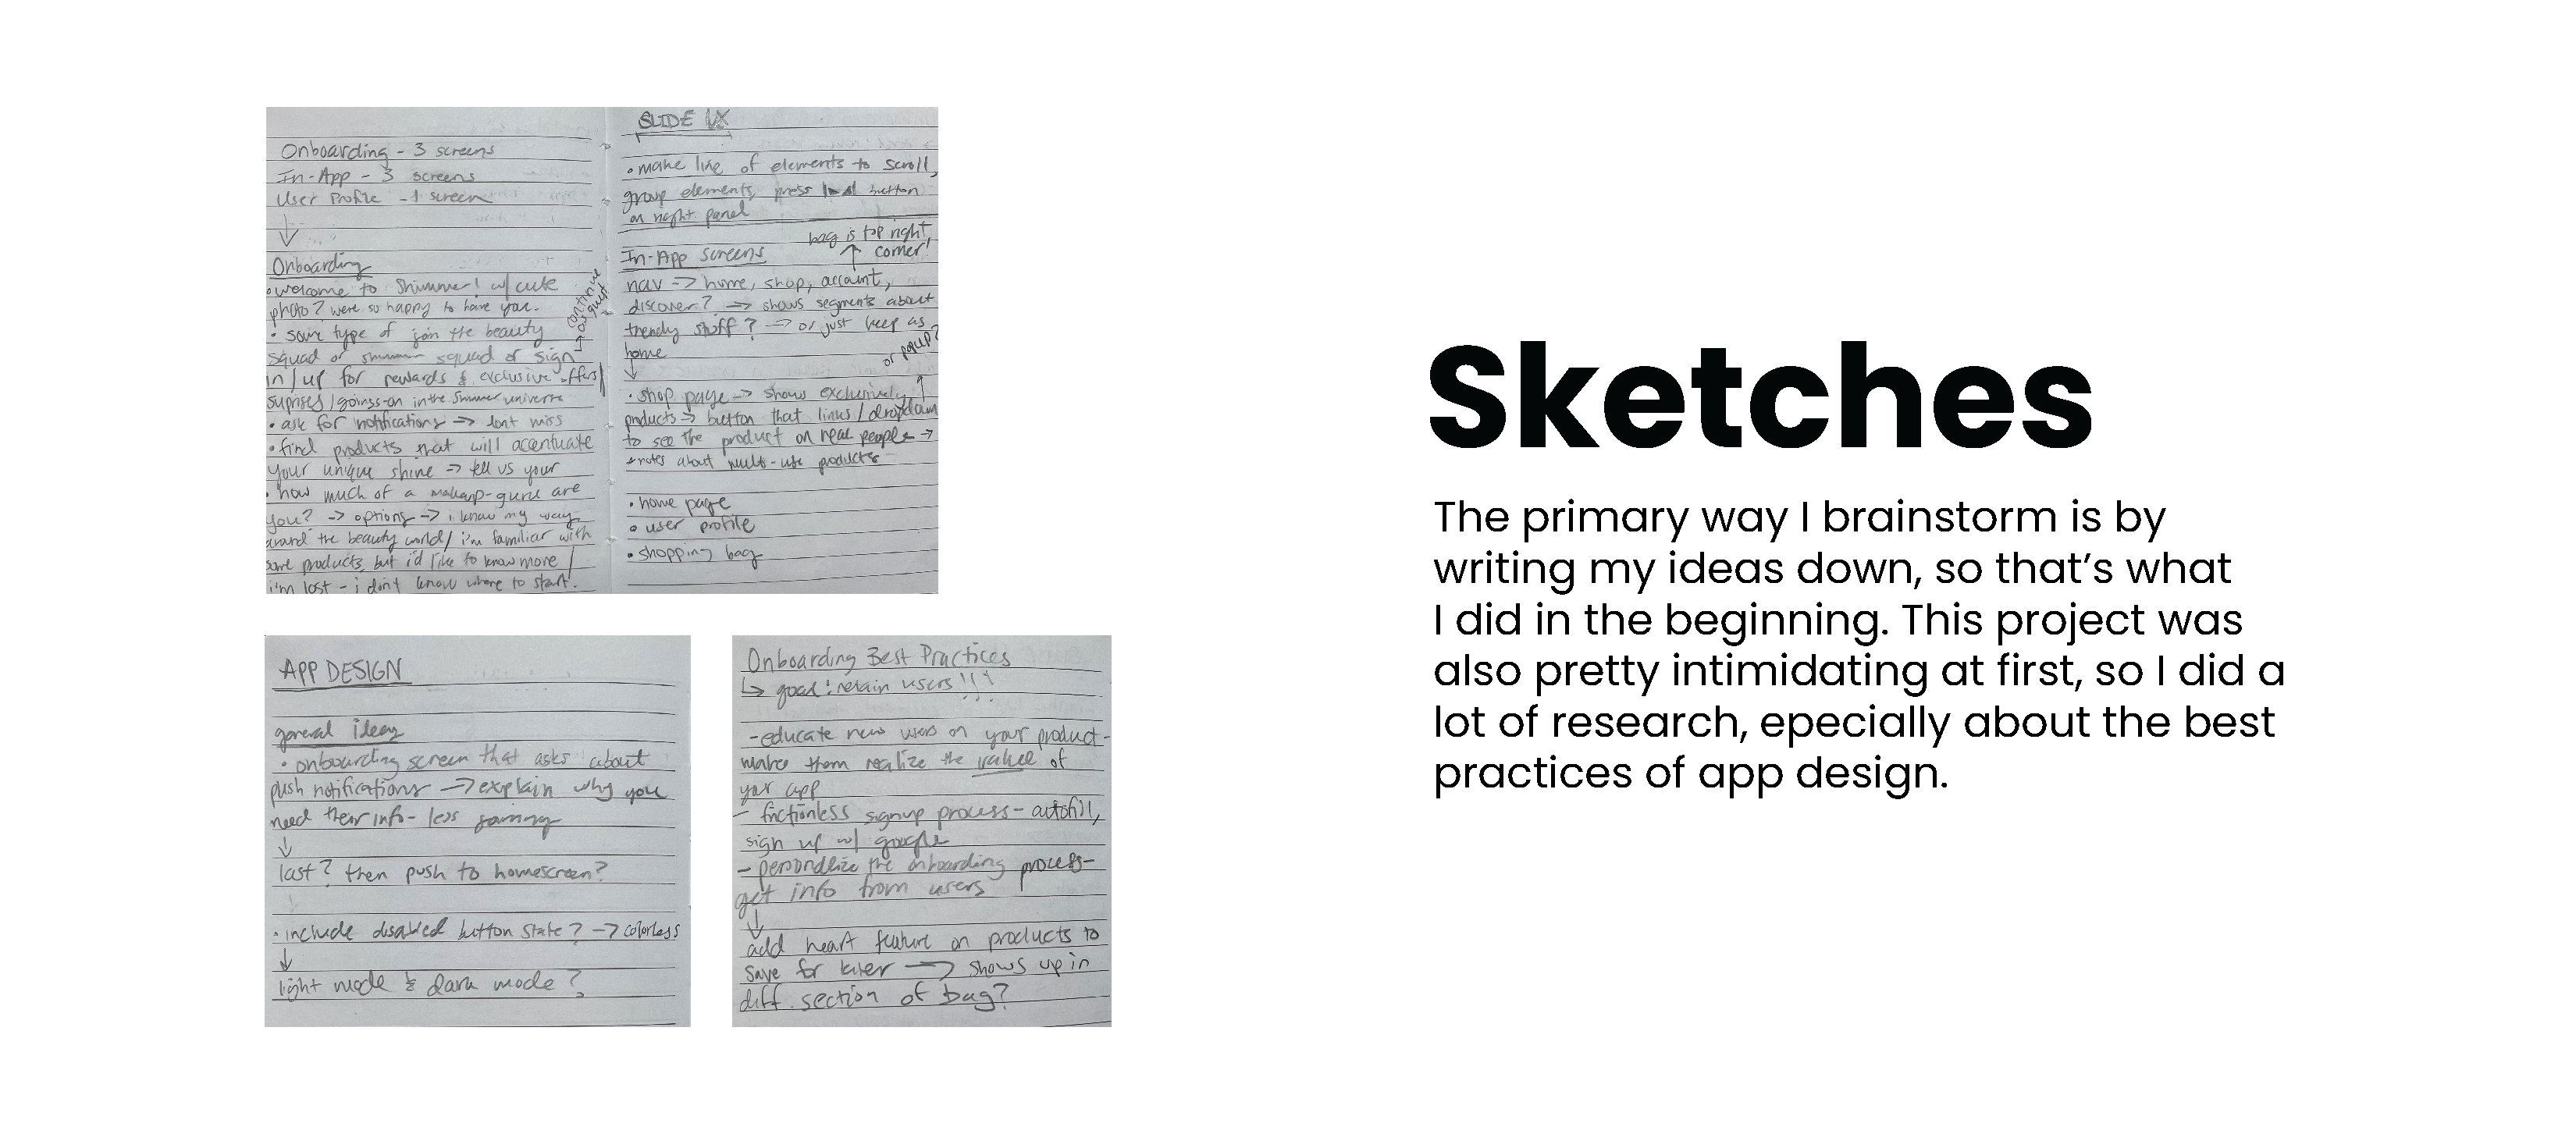 Onboarding - 3 screens
In-App - 3 screens
User Profile - 1 screen
Onboarding
• welcome to Shimmer! w/ cute
photo? were so happy to have you.
• some type of join the beauty
squad or shimmer squad or sign
in/up for rewards & exclusive offers/
suprises/goings-on in the Shimmer universe
continue as guest
• ask for notifications -> dont miss
• find products that will accentuate
your unique shine -> tell us your
• how much of a makeup-guru are
you? -> options -> i know my way
around the beauty world/ i'm familiar with
some products, but i'd like to know more /
i'm lost - i don't know where to start.
SLIDE UX
• make line of elements to scroll,
group elements, press button
on right panel
bag is top right
corner!
In-App screens
nav -> home, shop, account,
discover? -> shows segments about
trendy stuff? -> or just keep as
home
or popup?
• shop page -> shows exclusively
products -> button that links/dropdown
to see the product on real people ->
+ notes about multi-use products
• home page
• user profile
• shopping bag
APP DESIGN
general ideas
• onboarding screen that asks about
push notifications -> explain why you
need their info - less
last? then push to homescreen?
• include disabled button state? -> colorless
light mode & dark mode?
Onboarding Best Practices
↳ goal: retain users!!!
- educate new users on your product -
makes them realize the value of
your app
- frictionless signup process - autofill,
sign up w/ google
- personalize the onboarding process -
get info from users
add heart feature on products to
save for later -> shows up in
diff. section of bag?
Sketches
The primary way I brainstorm is by
writing my ideas down, so that’s what
I did in the beginning. This project was
also pretty intimidating at first, so I did a
lot of research, epecially about the best
practices of app design.